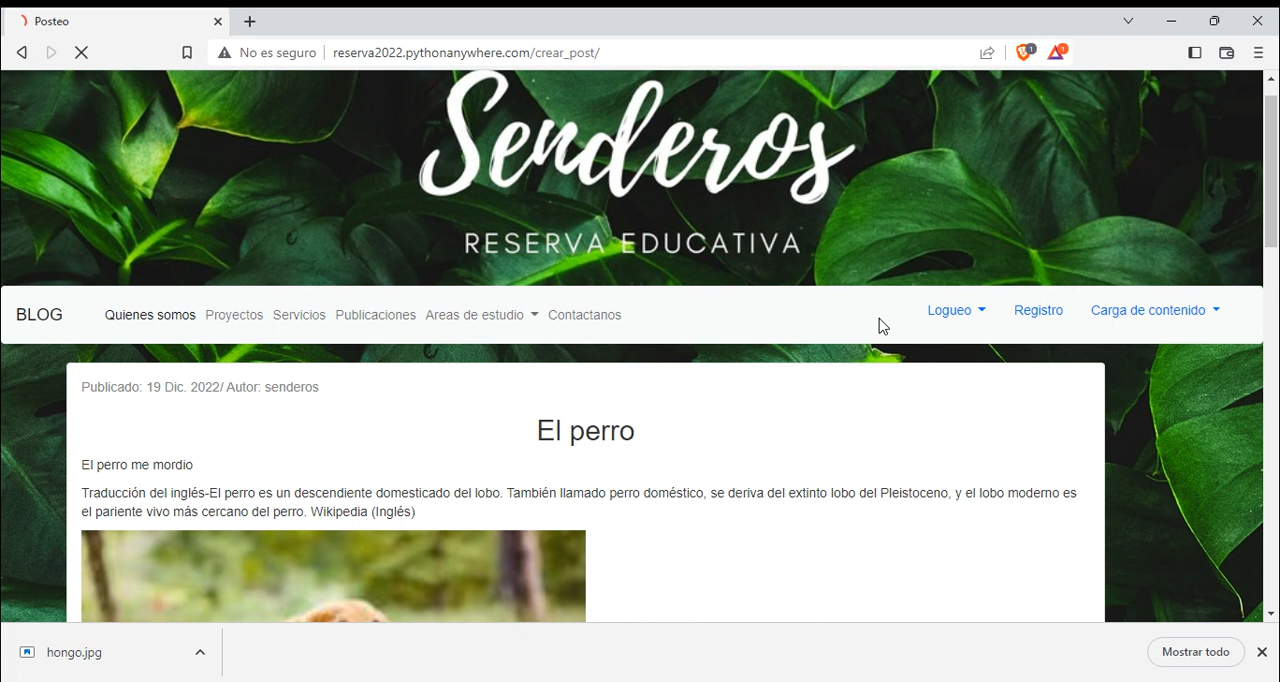 Posteo
No es seguro reserva2022.pythonanywhere.com/crear_post/
1
1
Senderos
RESERVA EDUCATIVA
BLOG Quienes somos Proyectos Servicios Publicaciones Areas de estudio Contactanos Logueo Registro Carga de contenido
Publicado: 19 Dic. 2022/ Autor: senderos
El perro
El perro me mordio
Traducción del inglés-El perro es un descendiente domesticado del lobo. También llamado perro doméstico, se deriva del extinto lobo del Pleistoceno, y el lobo moderno es
el pariente vivo más cercano del perro. Wikipedia (Inglés)
hongo.jpg Mostrar todo